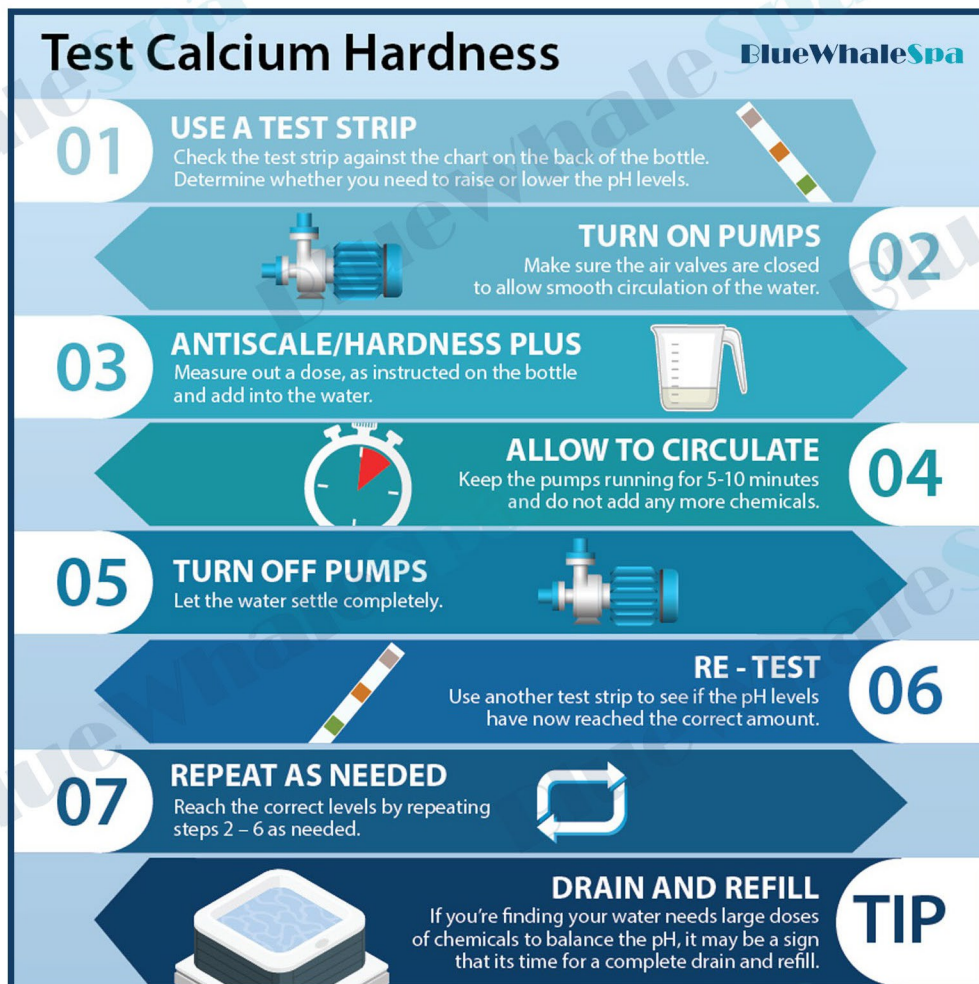 Test Calcium Hardness
BlueWhaleSpa
01
USE A TEST STRIP
Check the test strip against the chart on the back of the bottle.
Determine whether you need to raise or lower the pH levels.
TURN ON PUMPS
Make sure the air valves are closed
to allow smooth circulation of the water.
02
03
ANTISCALE/HARDNESS PLUS
Measure out a dose, as instructed on the bottle
and add into the water.
ALLOW TO CIRCULATE
Keep the pumps running for 5-10 minutes
and do not add any more chemicals.
04
05
TURN OFF PUMPS
Let the water settle completely.
RE - TEST
Use another test strip to see if the pH levels
have now reached the correct amount.
06
07
REPEAT AS NEEDED
Reach the correct levels by repeating
steps 2 – 6 as needed.
DRAIN AND REFILL
If you're finding your water needs large doses
of chemicals to balance the pH, it may be a sign
that its time for a complete drain and refill.
TIP